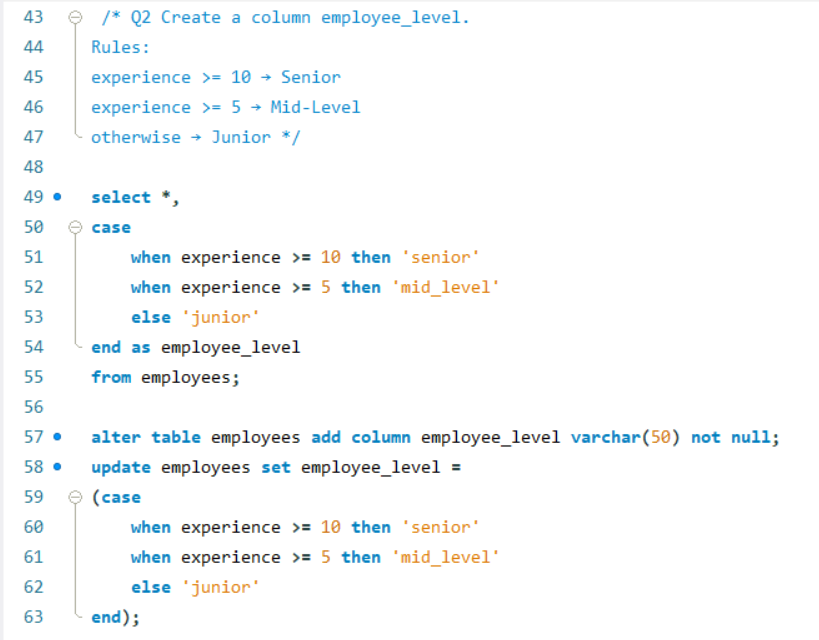 43 /* Q2 Create a column employee_level.
44 Rules:
45 experience >= 10 → Senior
46 experience >= 5 → Mid-Level
47 otherwise → Junior */
48
49 select *,
50 case
51 when experience >= 10 then 'senior'
52 when experience >= 5 then 'mid_level'
53 else 'junior'
54 end as employee_level
55 from employees;
56
57 alter table employees add column employee_level varchar(50) not null;
58 update employees set employee_level =
59 (case
60 when experience >= 10 then 'senior'
61 when experience >= 5 then 'mid_level'
62 else 'junior'
63 end);